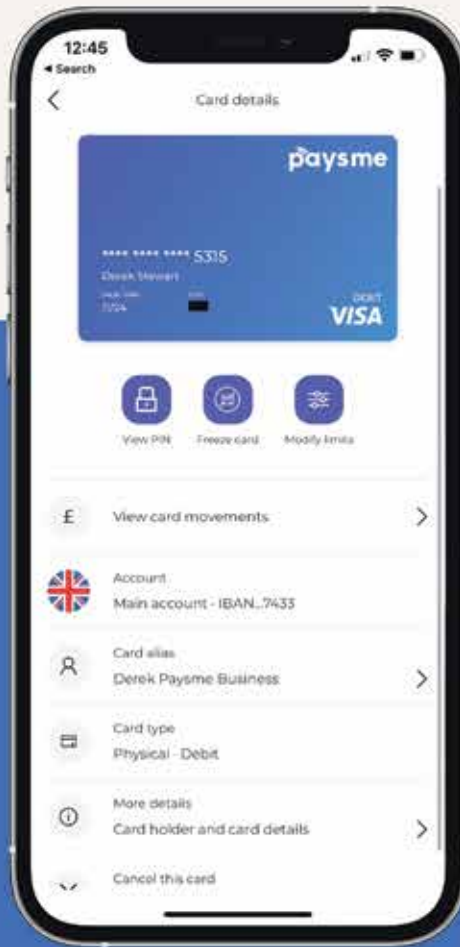 12:45
Search
Card details
paysme
**** **** **** 5315
Derek Stewart
DEBIT
VISA
View PIN
Freeze card
Modify limits
£
View card movements
Account
Main account - IBAN..7433
Card alias
Derek Paysme Business
Card type
Physical - Debit
More details
Card holder and card details
Cancel this card